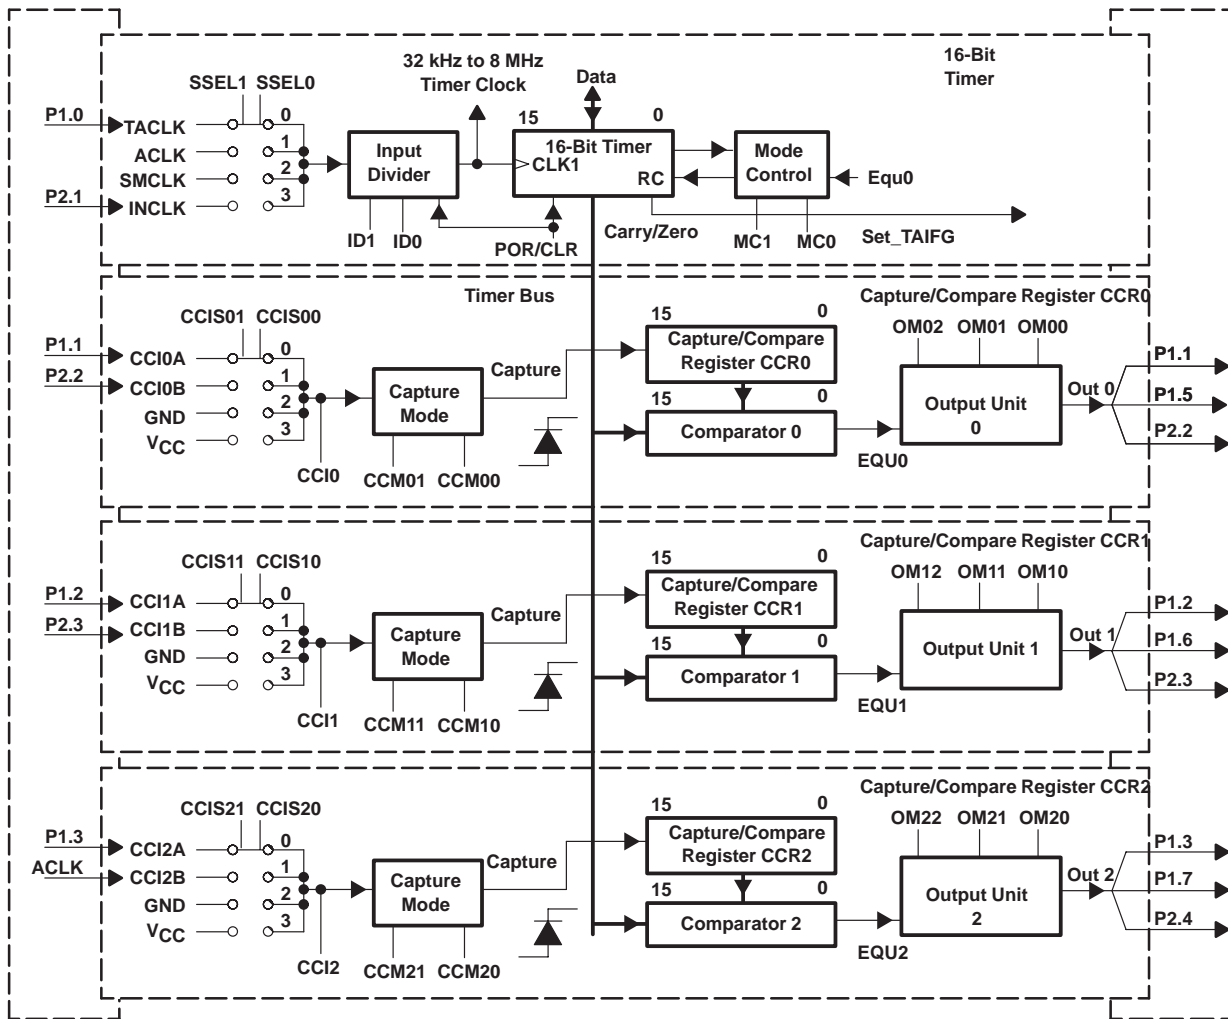 32 kHz to 8 MHz
Timer Clock
16-Bit
Timer
SSEL1 SSEL0
Data
P1.0
TACLK
0
15
0
ACLK
1
Input
Divider
16-Bit Timer
CLK1
RC
Mode
Control
Equ0
SMCLK
2
P2.1
INCLK
3
ID1 ID0
POR/CLR
Carry/Zero
MC1 MC0
Set_TAIFG
Timer Bus
Capture/Compare Register CCR0
CCIS01 CCIS00
15
0
OM02 OM01 OM00
P1.1
CCI0A
0
P2.2
CCI0B
1
GND
2
VCC
3
CCI0
Capture
Mode
CCM01 CCM00
Capture
Capture/Compare
Register CCR0
15
0
Comparator 0
EQU0
Output Unit
0
Out 0
P1.1
P1.5
P2.2
Capture/Compare Register CCR1
CCIS11 CCIS10
15
0
OM12 OM11 OM10
P1.2
CCI1A
0
P2.3
CCI1B
1
GND
2
VCC
3
CCI1
Capture
Mode
CCM11 CCM10
Capture
Capture/Compare
Register CCR1
15
0
Comparator 1
EQU1
Output Unit 1
Out 1
P1.2
P1.6
P2.3
Capture/Compare Register CCR2
CCIS21 CCIS20
15
0
OM22 OM21 OM20
P1.3
CCI2A
0
ACLK
CCI2B
1
GND
2
VCC
3
CCI2
Capture
Mode
CCM21 CCM20
Capture
Capture/Compare
Register CCR2
15
0
Comparator 2
EQU2
Output Unit
2
Out 2
P1.3
P1.7
P2.4